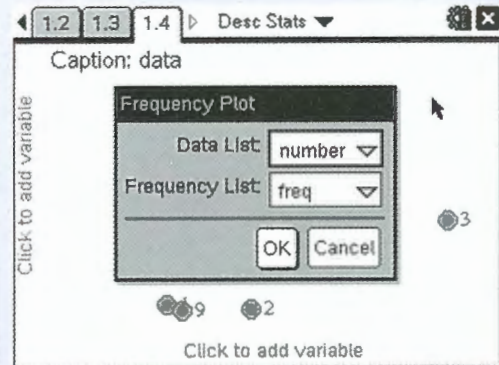 1.2 1.3 1.4 Desc Stats
Caption: data
Click to add variable
Frequency Plot
Data List: number
Frequency List: freq
OK Cancel
3
9 2
Click to add variable